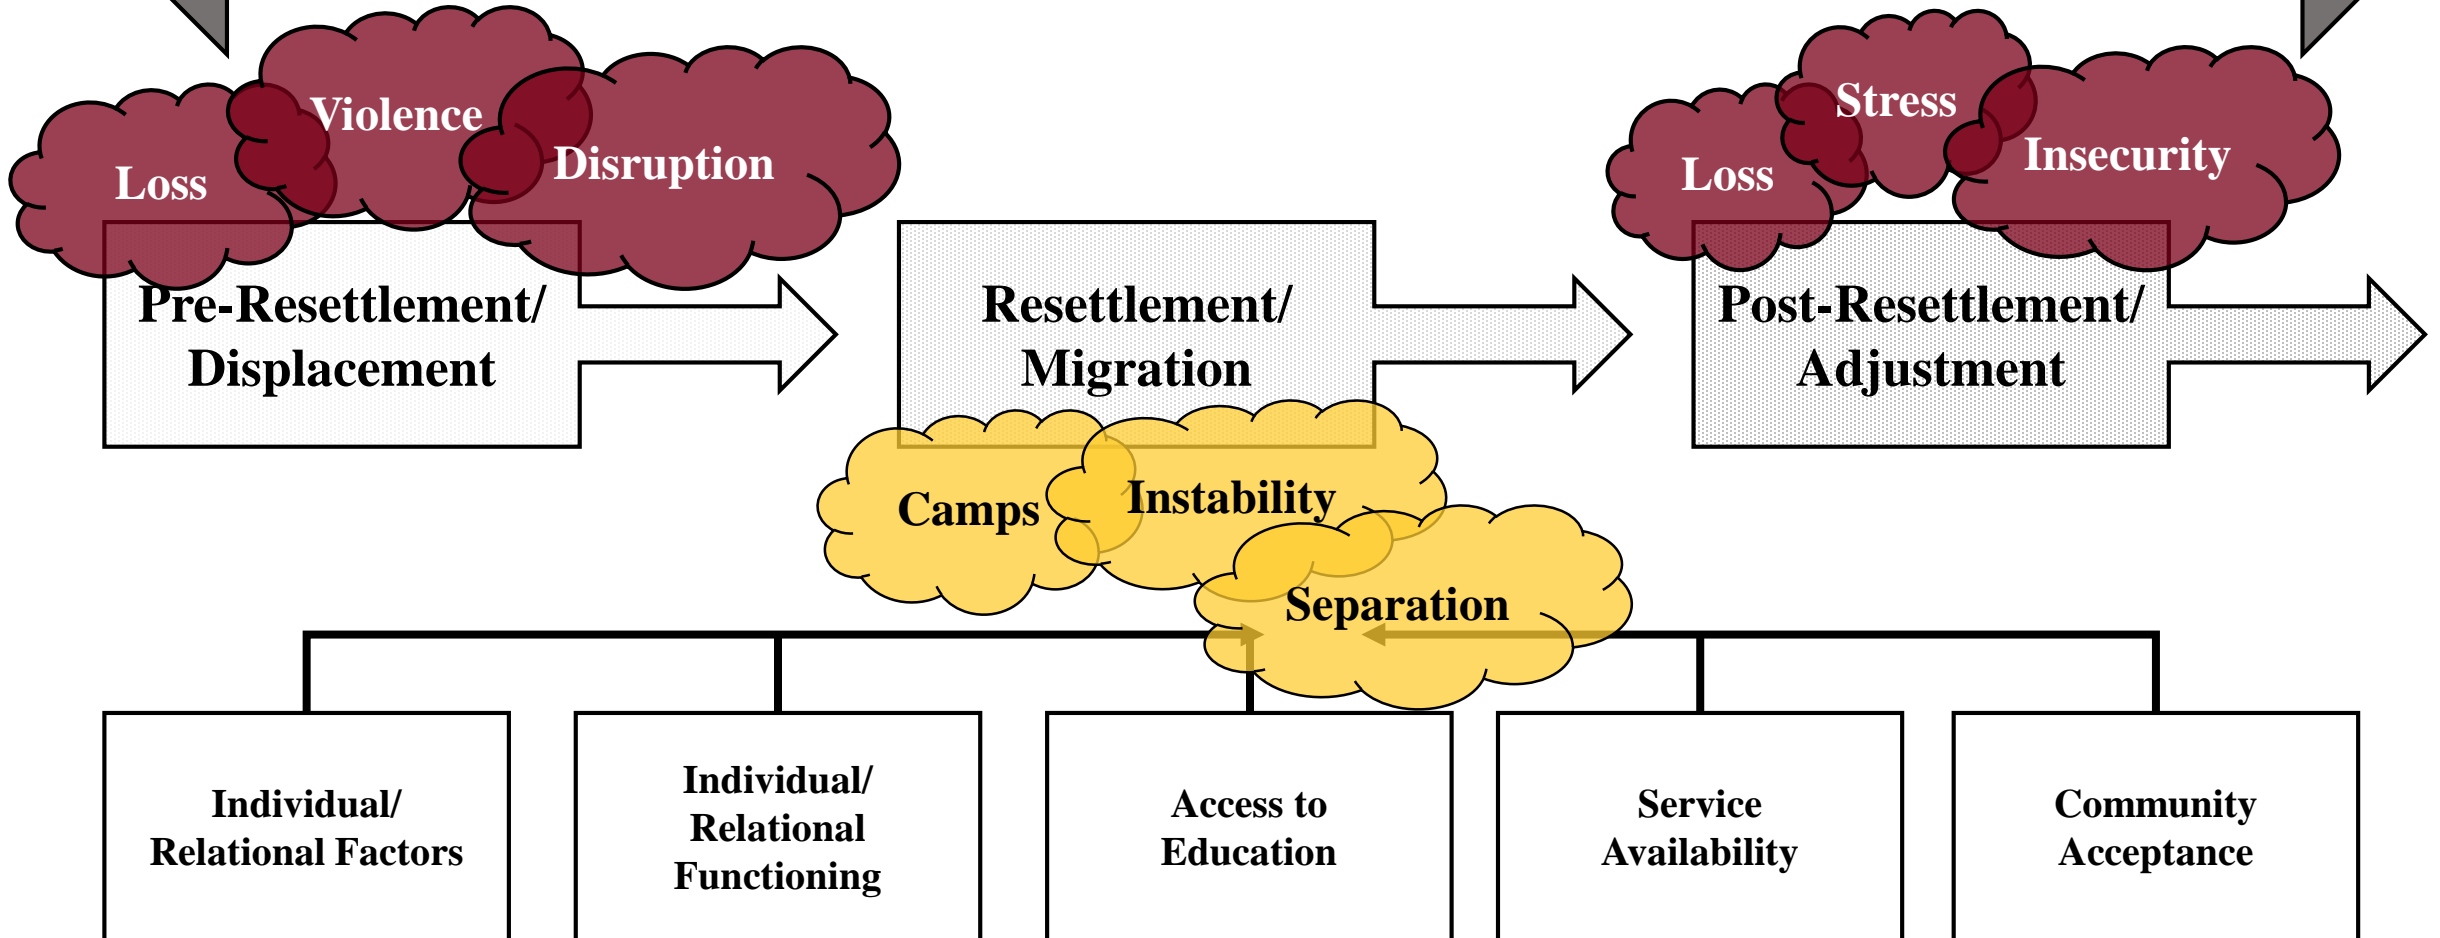 Violence
Disruption
Loss
Stress
Insecurity
Loss
Pre-Resettlement/
Displacement
Resettlement/
Migration
Post-Resettlement/
Adjustment
Camps
Instability
Separation
Individual/
Relational Factors
Individual/
Relational
Functioning
Access to
Education
Service
Availability
Community
Acceptance